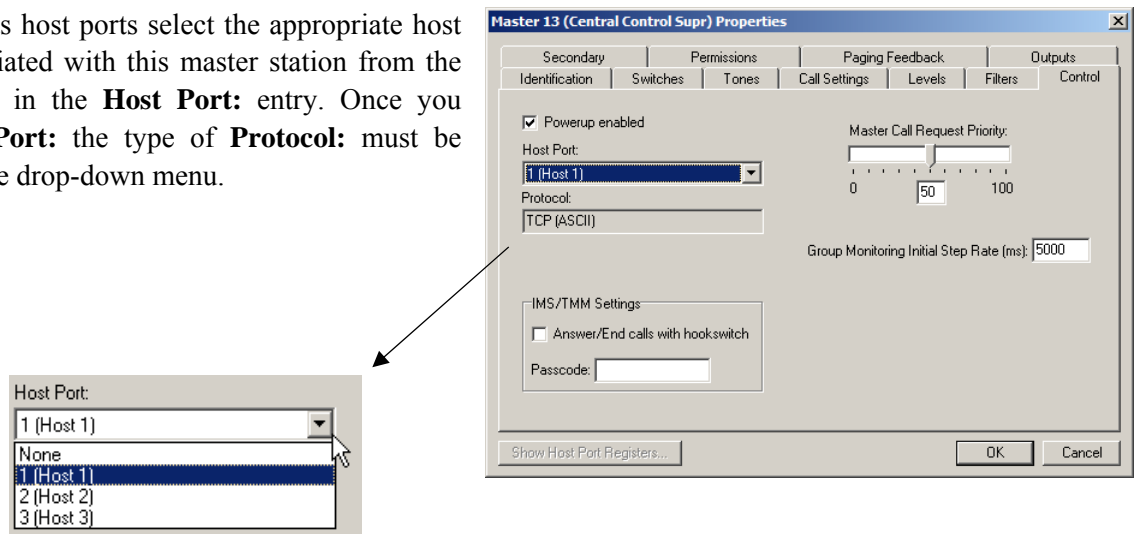 s host ports select the appropriate host
iated with this master station from the
in the Host Port: entry. Once you
Port: the type of Protocol: must be
e drop-down menu.
Master 13 (Central Control Supr) Properties
Secondary Permissions Paging Feedback Outputs
Identification Switches Tones Call Settings Levels Filters Control
Powerup enabled
Host Port:
1 (Host 1)
Protocol:
TCP (ASCII)
Master Call Request Priority:
0 50 100
Group Monitoring Initial Step Rate (ms): 5000
IMS/TMM Settings
Answer/End calls with hookswitch
Passcode:
Show Host Port Registers... OK Cancel
Host Port:
1 (Host 1)
None
1 (Host 1)
2 (Host 2)
3 (Host 3)